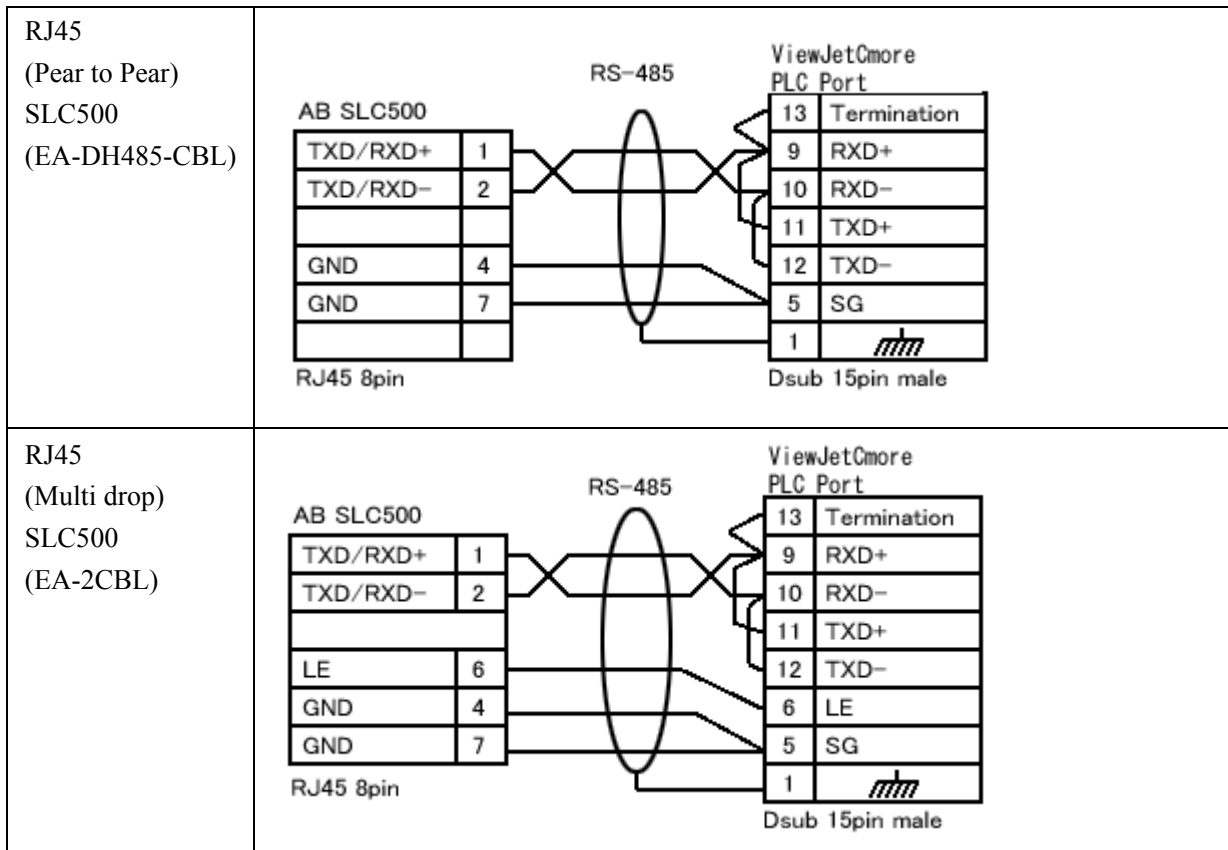 RJ45
(Pear to Pear)
SLC500
(EA-DH485-CBL)
RS-485
ViewJetCmore
PLC Port
AB SLC500
TXD/RXD+ 1
TXD/RXD- 2
GND 4
GND 7
RJ45 8pin
13 Termination
9 RXD+
10 RXD-
11 TXD+
12 TXD-
5 SG
1
Dsub 15pin male
RJ45
(Multi drop)
SLC500
(EA-2CBL)
RS-485
ViewJetCmore
PLC Port
AB SLC500
TXD/RXD+ 1
TXD/RXD- 2
LE 6
GND 4
GND 7
RJ45 8pin
13 Termination
9 RXD+
10 RXD-
11 TXD+
12 TXD-
6 LE
5 SG
1
Dsub 15pin male